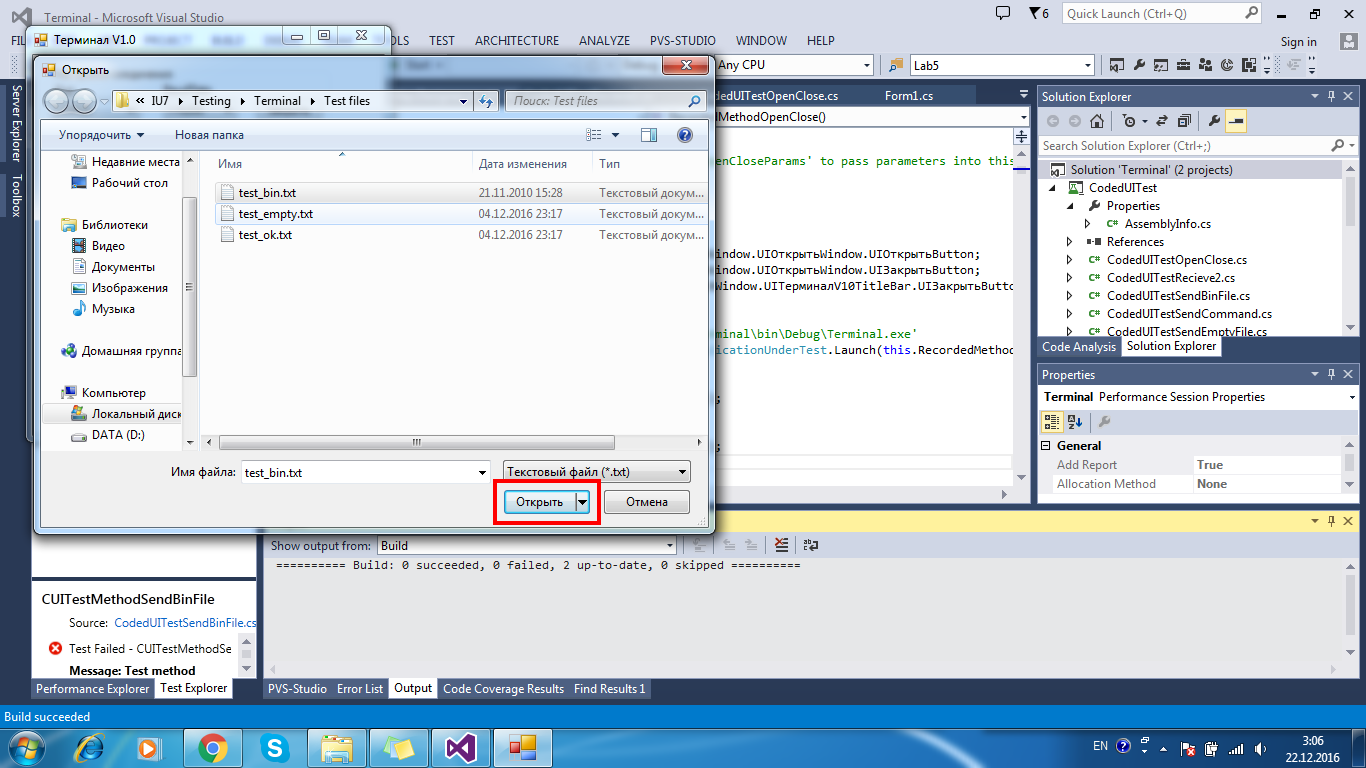 Terminal - Microsoft Visual Studio
6
Quick Launch (Ctrl+Q)
TEST ARCHITECTURE ANALYZE PVS-STUDIO WINDOW HELP
Sign in
Any CPU
Lab5
Server Explorer
Toolbox
Терминал V1.0
Открыть
« IU7 Testing Terminal Test files
Поиск: Test files
Упорядочить
Новая папка
Недавние места
Рабочий стол
Библиотеки
Видео
Документы
Изображения
Музыка
Домашняя группа
Компьютер
Локальный диск
DATA (D:)
Имя Дата изменения Тип
test_bin.txt 21.11.2010 15:28 Текстовый докум...
test_empty.txt 04.12.2016 23:17 Текстовый докум...
test_ok.txt 04.12.2016 23:17 Текстовый докум...
Имя файла: test_bin.txt
Текстовый файл (*.txt)
Открыть
Отмена
dedUITestOpenClose.cs Form1.cs
IMethodOpenClose()
enCloseParams' to pass parameters into this
indow.UIОткрытьWindow.UIОткрытьButton;
indow.UIОткрытьWindow.UIЗакрытьButton;
Window.UIТерминалV10TitleBar.UIЗакрытьButto
minal\bin\Debug\Terminal.exe'
icationUnderTest.Launch(this.RecordedMethod
;
;
Solution Explorer
Search Solution Explorer (Ctrl+;)
Solution 'Terminal' (2 projects)
CodedUITest
Properties
AssemblyInfo.cs
References
CodedUITestOpenClose.cs
CodedUITestRecieve2.cs
CodedUITestSendBinFile.cs
CodedUITestSendCommand.cs
CodedUITestSendEmptyFile.cs
Code Analysis Solution Explorer
Properties
Terminal Performance Session Properties
General
Add Report True
Allocation Method None
Show output from: Build
========== Build: 0 succeeded, 0 failed, 2 up-to-date, 0 skipped ==========
CUITestMethodSendBinFile
Source: CodedUITestSendBinFile.cs
Test Failed - CUITestMethodSe
Message: Test method
Performance Explorer Test Explorer
PVS-Studio Error List Output Code Coverage Results Find Results 1
Build succeeded
EN
3:06
22.12.2016